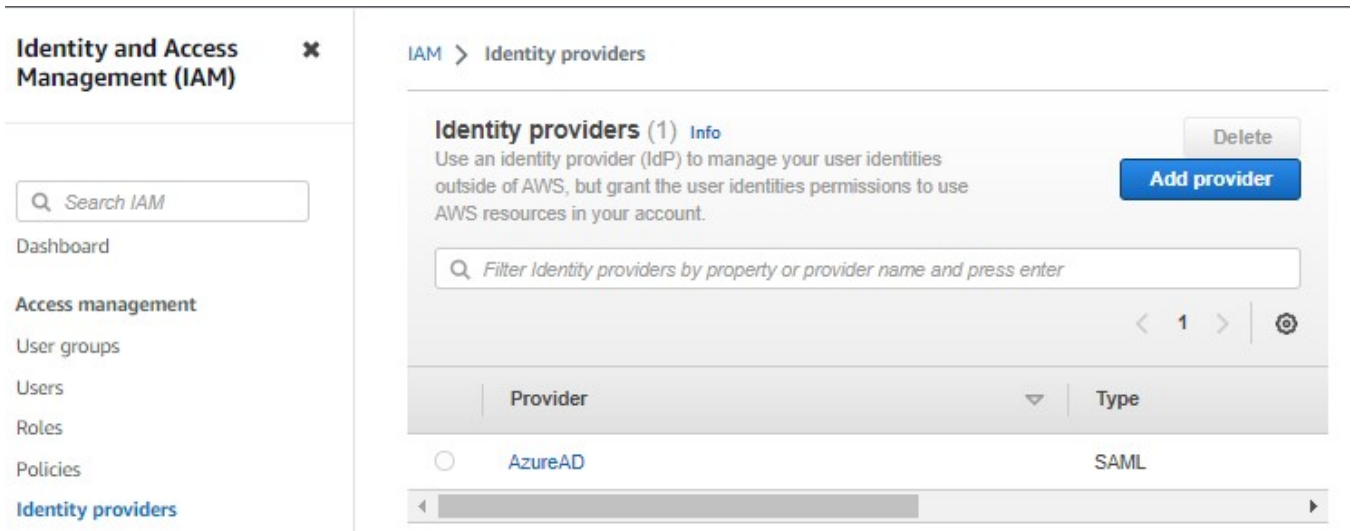 Identity and Access
Management (IAM)
Search IAM
Dashboard
Access management
User groups
Users
Roles
Policies
Identity providers
IAM > Identity providers
Identity providers (1) Info
Use an identity provider (IdP) to manage your user identities
outside of AWS, but grant the user identities permissions to use
AWS resources in your account.
Delete
Add provider
Filter Identity providers by property or provider name and press enter
1
Provider
Type
AzureAD
SAML